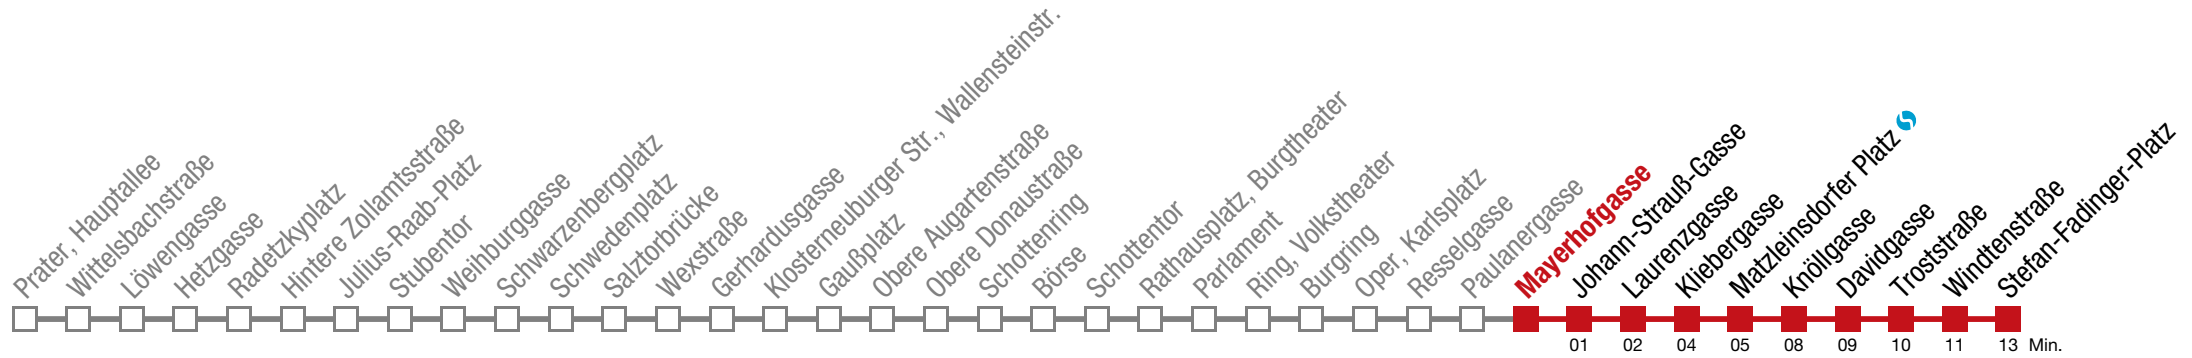 Prater, Hauptallee
Wittelsbachstraße
Löwengasse
Hetzgasse
Radetzkyplatz
Hintere Zollamtsstraße
Julius-Raab-Platz
Stubentor
Weihburggasse
Schwarzenbergplatz
Schwedenplatz
Salztorbrücke
Wexstraße
Gerhardusgasse
Klosterneuburger Str., Wallensteinstr.
Gaußplatz
Obere Augartenstraße
Obere Donaustraße
Schottenring
Börse
Schottentor
Rathausplatz, Burgtheater
Parlament
Ring, Volkstheater
Burgring
Oper, Karlsplatz
Resselgasse
Paulanergasse
Mayerhofgasse
Johann-Strauß-Gasse
Laurenzgasse
Kliebergasse
Matzleinsdorfer Platz
Knöllgasse
Davidgasse
Troststraße
Windtenstraße
Stefan-Fadinger-Platz
01 02 04 05 08 09 10 11 13 Min.